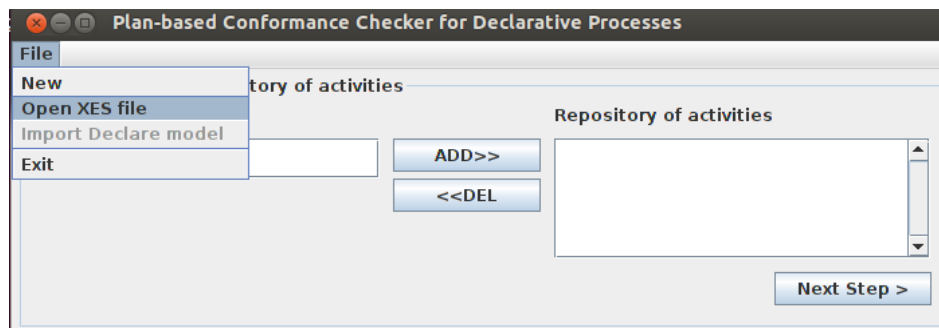 Plan-based Conformance Checker for Declarative Processes
File
New
tory of activities
Open XES file
Repository of activities
Import Declare model
Exit
ADD>>
<<DEL
Next Step >